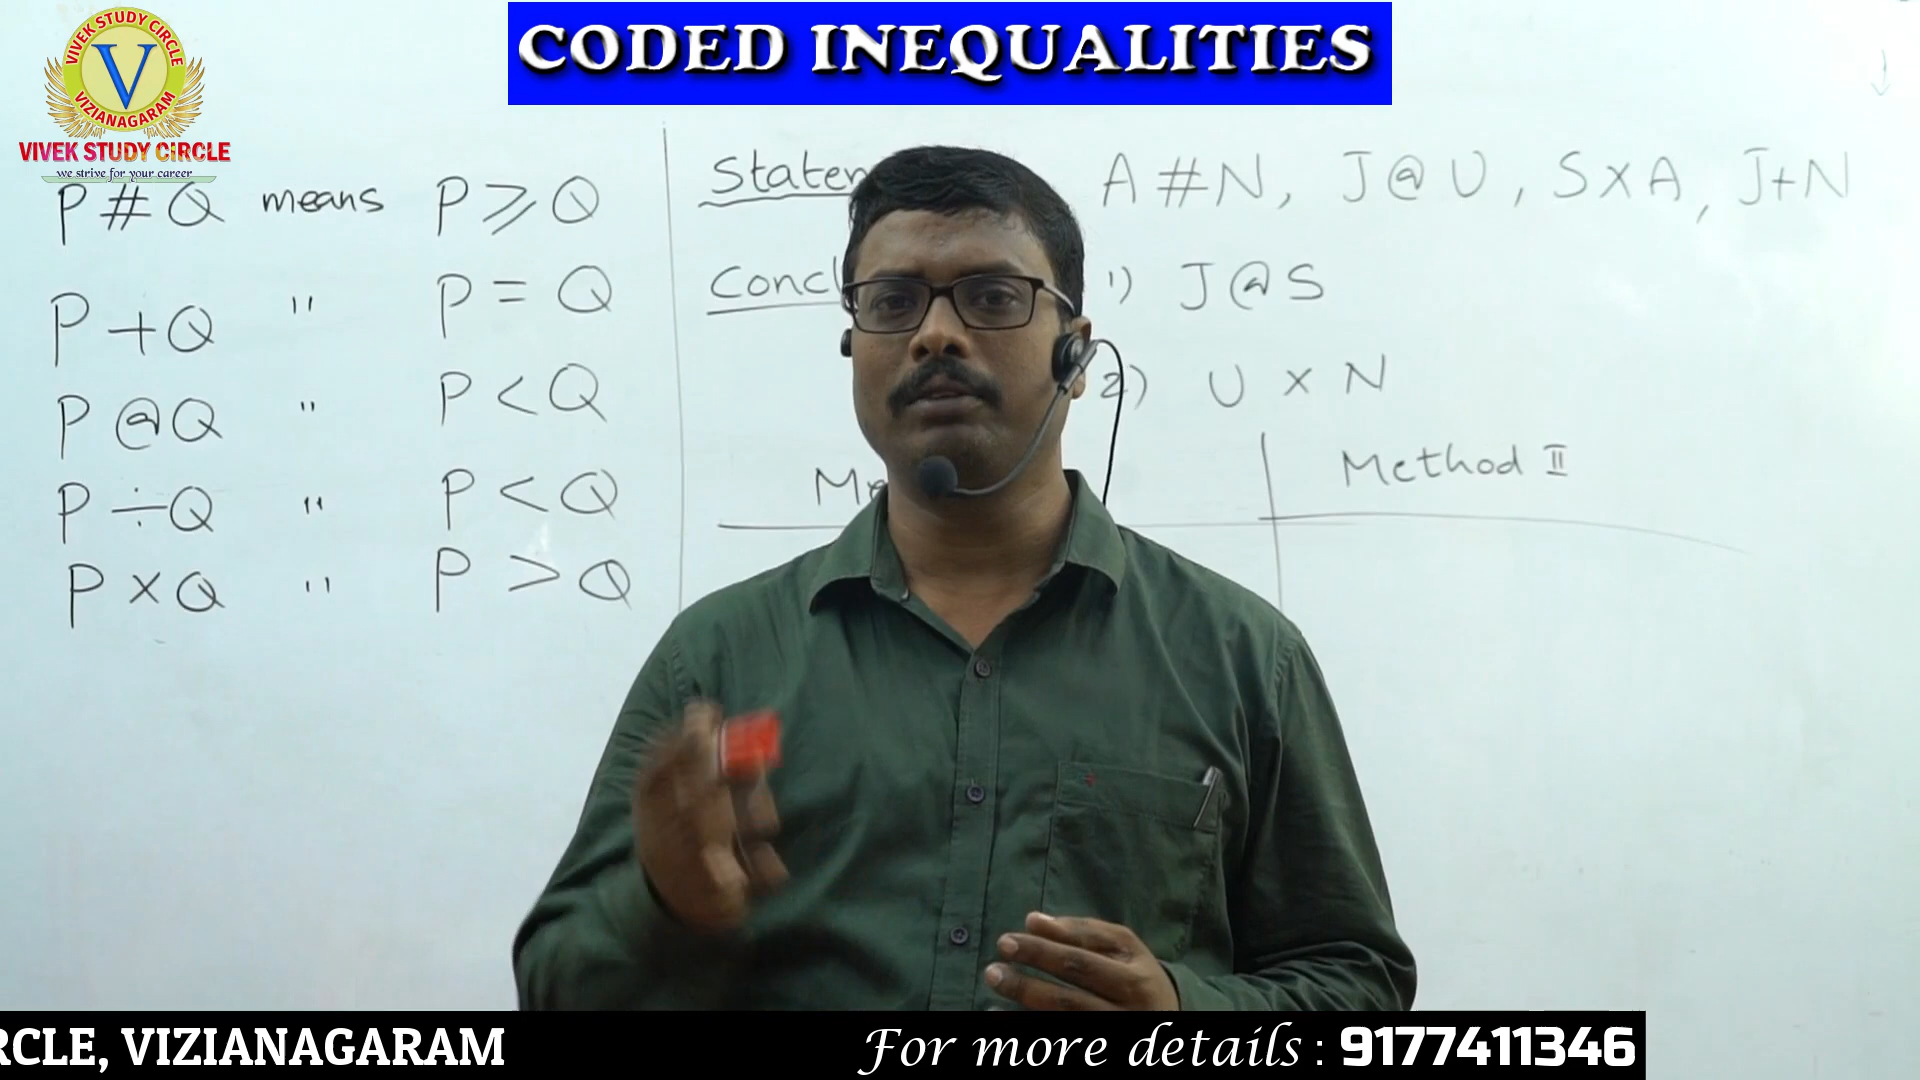 CODED INEQUALITIES
VIVEK STUDY CIRCLE
V
VIZIANAGARAM
VIVEK STUDY CIRCLE
we strive for your career
P # Q means P ⩾ Q
P + Q " P = Q
P @ Q " P < Q
P ÷ Q " P < Q
P × Q " P > Q
A # N, J @ U, S × A, J + N
1) J @ S
2) U × N
Method II
RCLE, VIZIANAGARAM
For more details : 9177411346